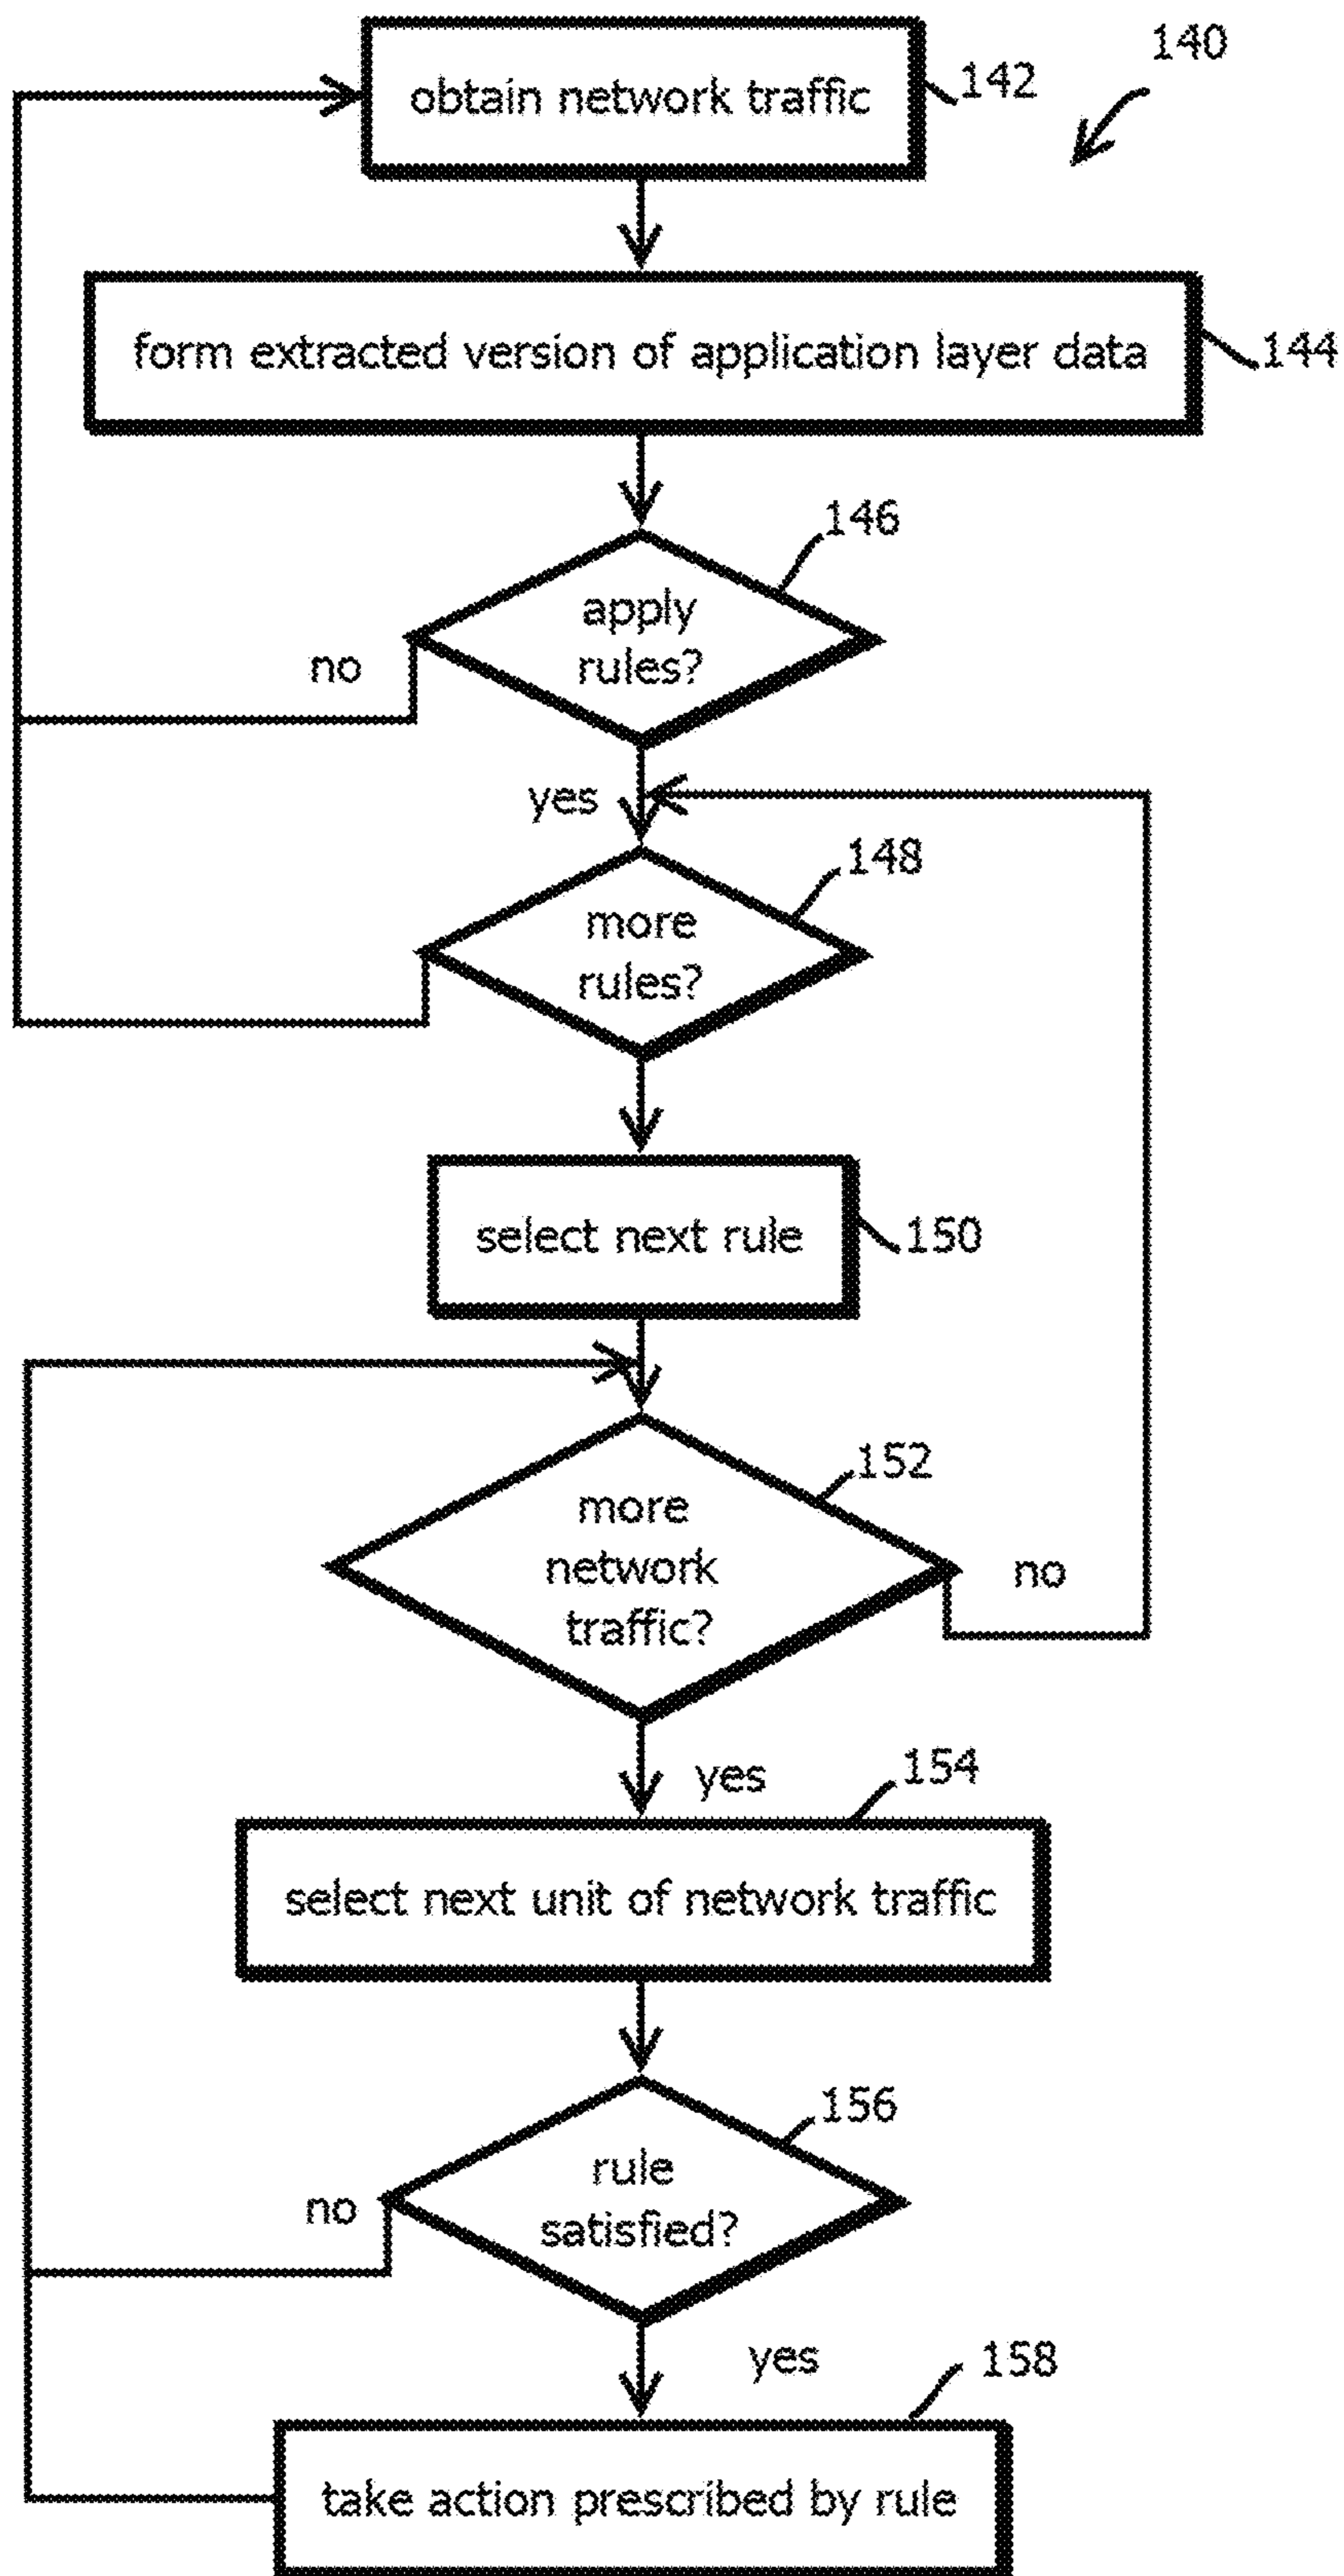 140
obtain network traffic
142
form extracted version of application layer data
144
146
apply
rules?
no
yes
148
more
rules?
select next rule
150
152
more
network
traffic?
no
yes
154
select next unit of network traffic
156
rule
satisfied?
no
yes
158
take action prescribed by rule